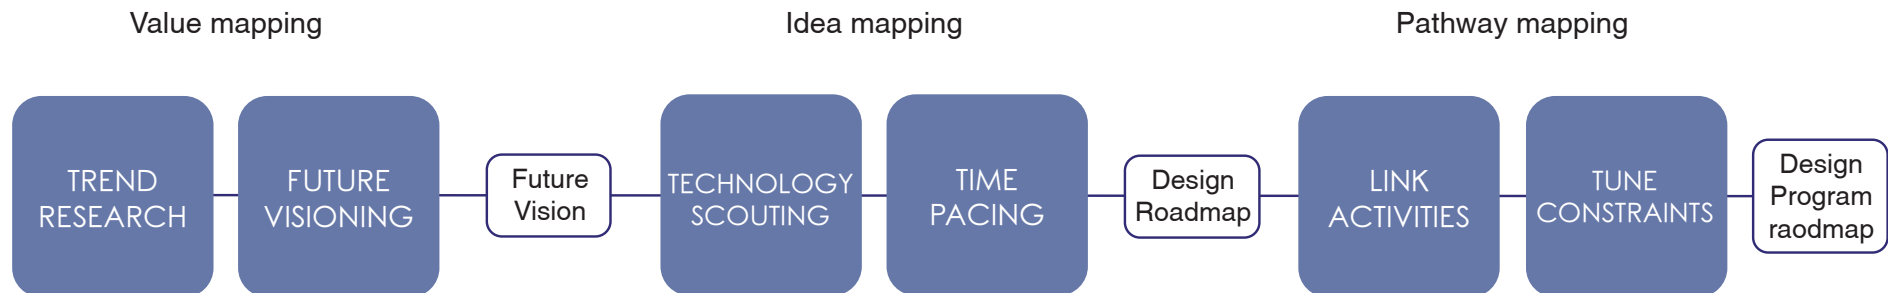 Value mapping
Idea mapping
Pathway mapping
TREND
RESEARCH
FUTURE
VISIONING
Future
Vision
TECHNOLOGY
SCOUTING
TIME
PACING
Design
Roadmap
LINK
ACTIVITIES
TUNE
CONSTRAINTS
Design
Program
raodmap